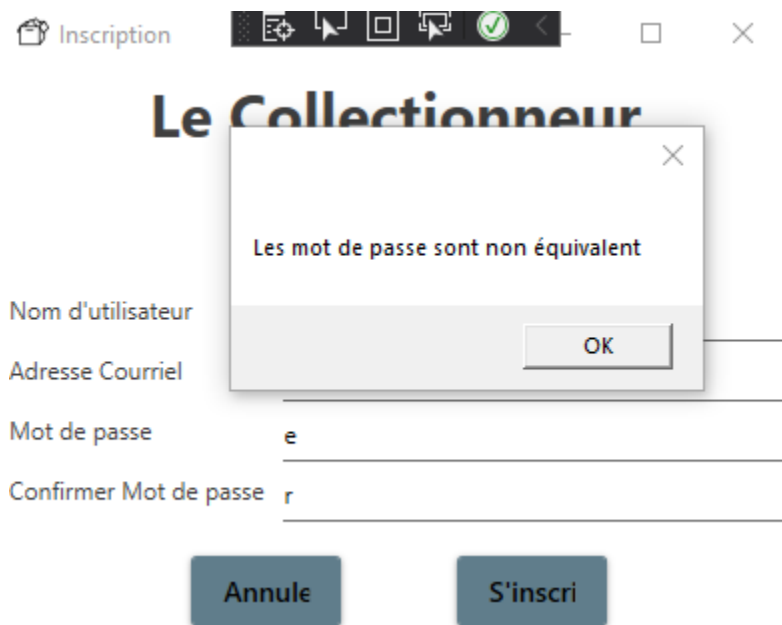 Inscription
Le Collectionneur
Les mot de passe sont non équivalent
OK
Nom d'utilisateur
Adresse Courriel
Mot de passe
e
Confirmer Mot de passe
r
Annule
S'inscri